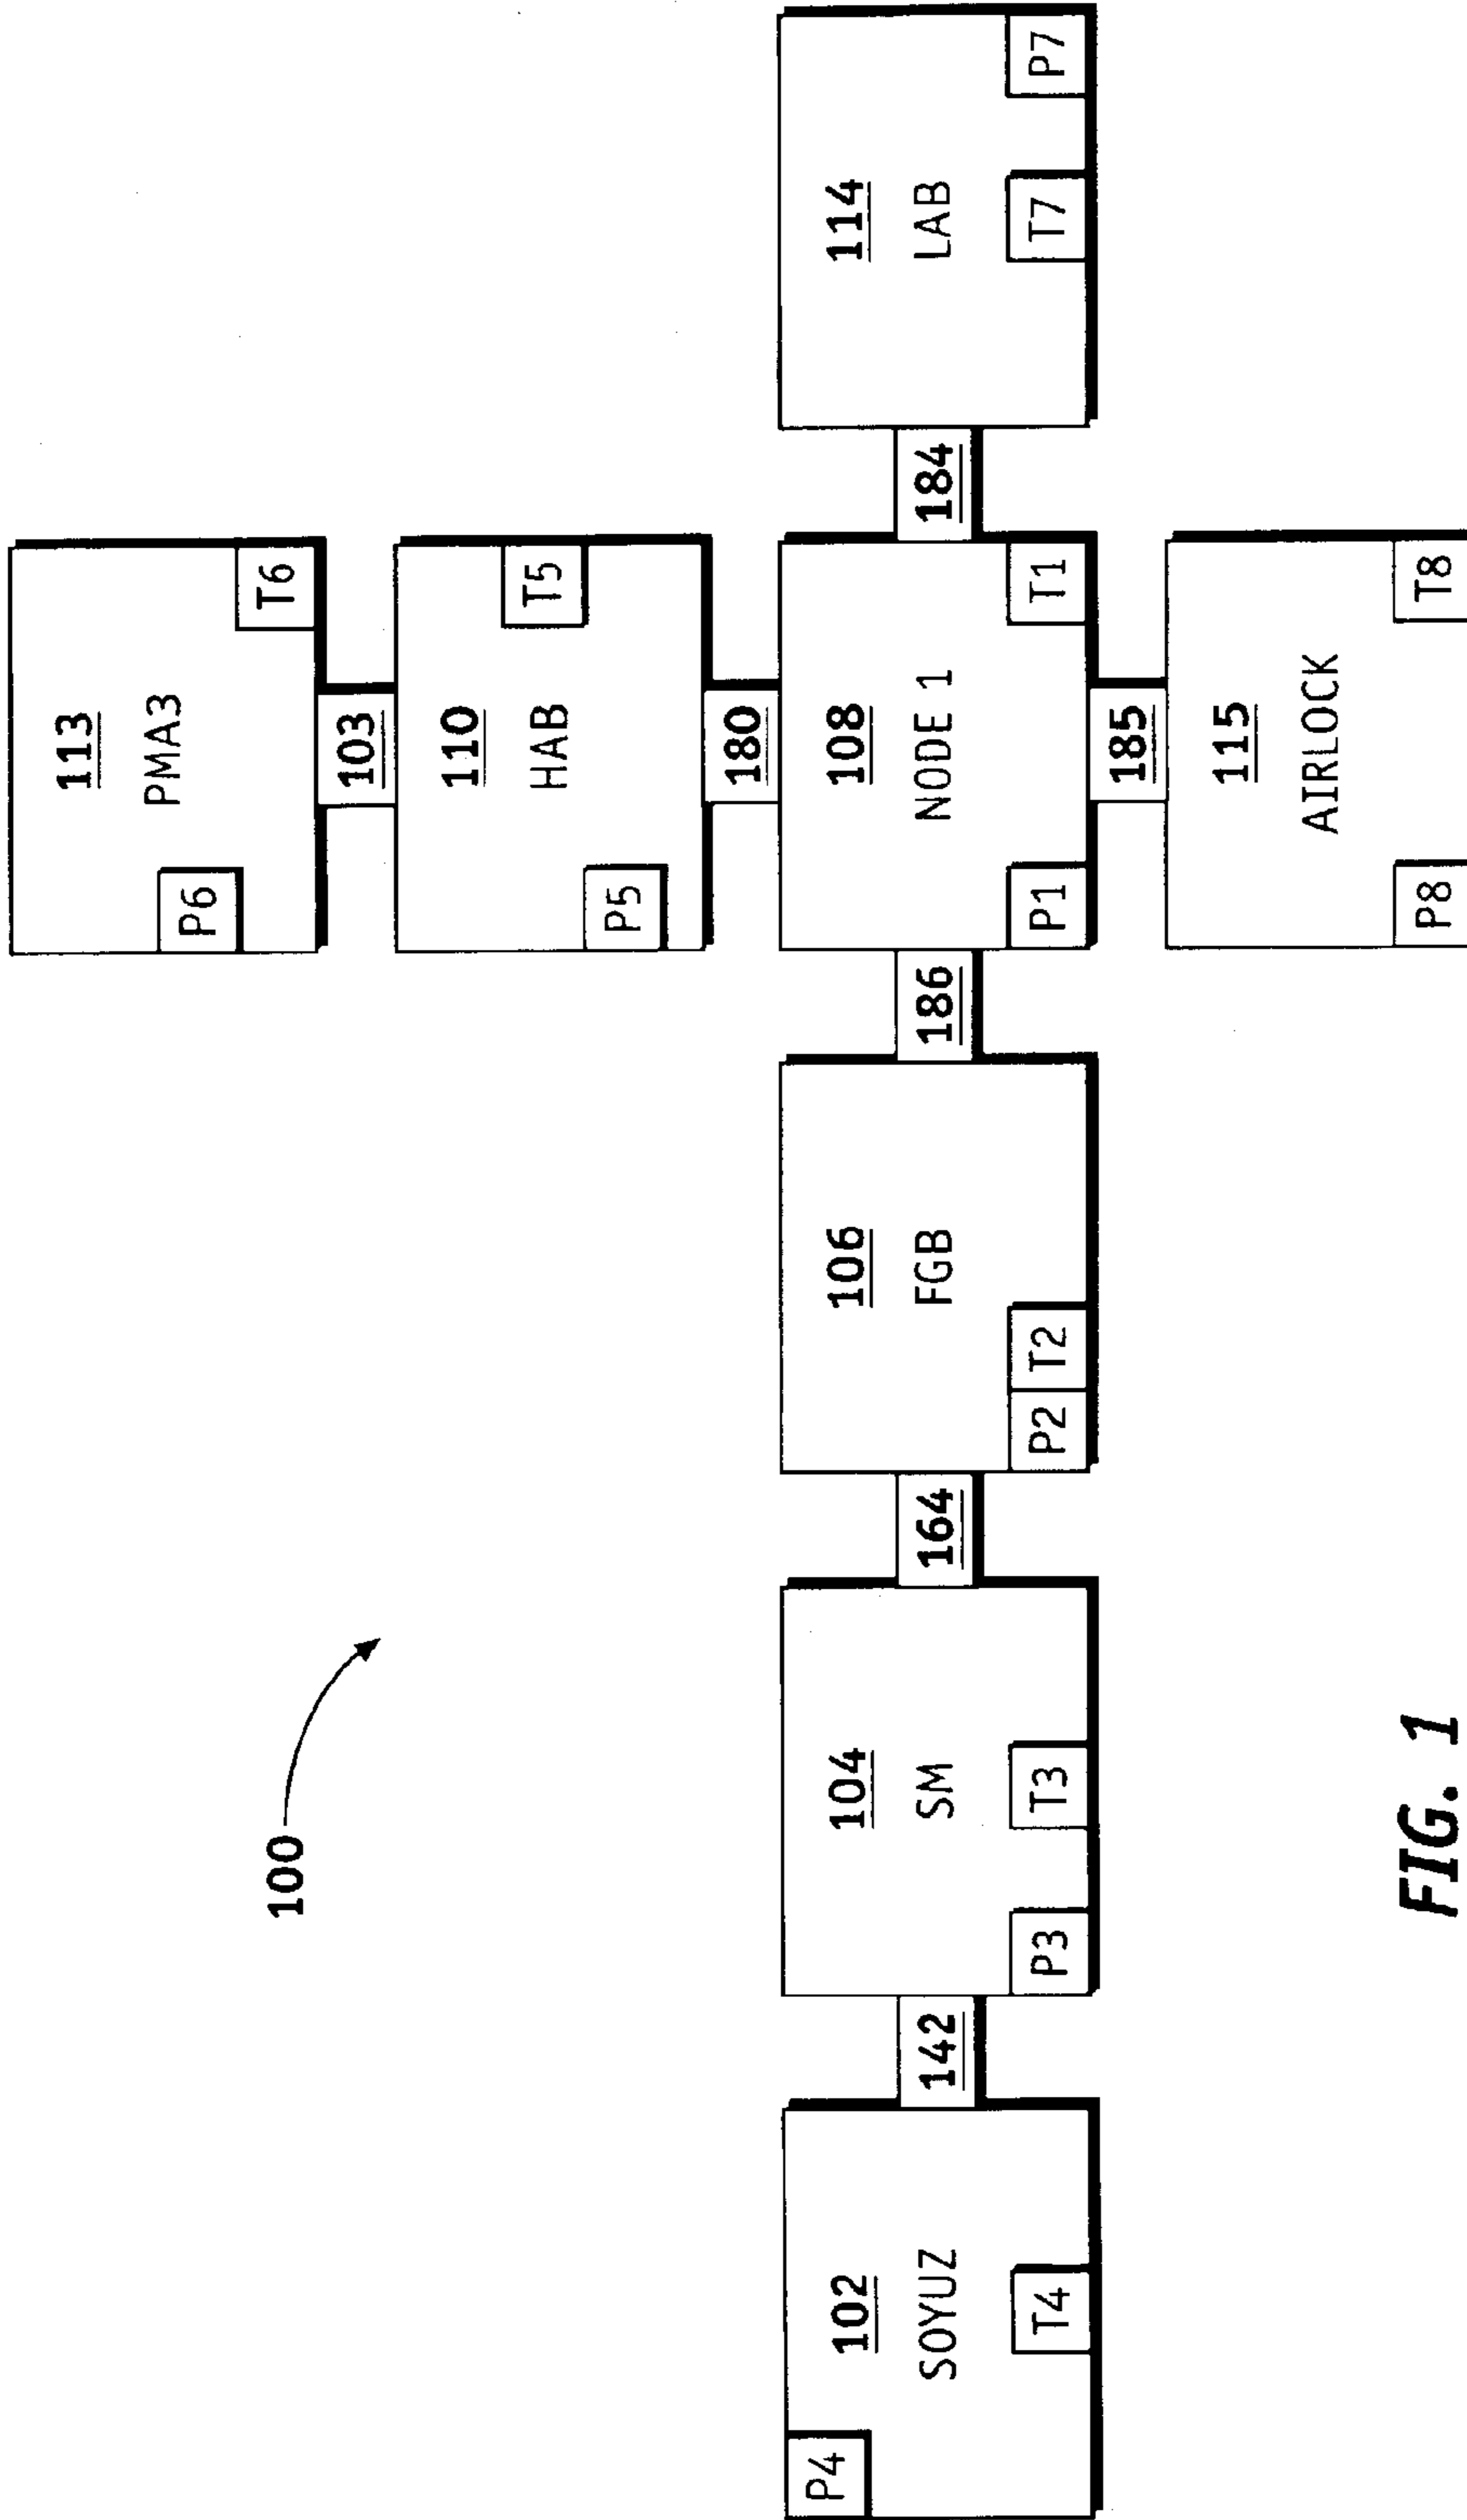 100
113
PMA3
P6
T6
103
110
HAB
P5
T5
180
102
SOYUZ
P4
T4
142
104
SM
P3
T3
164
106
FGB
P2
T2
186
108
NODE 1
P1
T1
184
114
LAB
T7
P7
185
115
AIRLOCK
P8
T8
FIG. 1